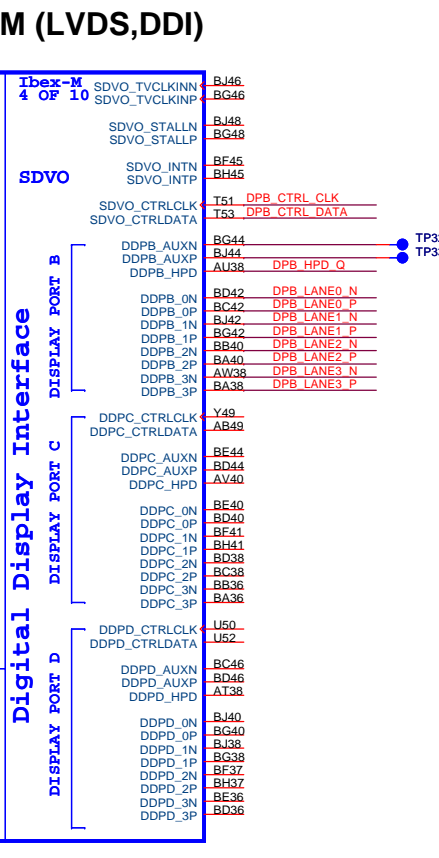 M (LVDS,DDI)
Ibex-M
4 OF 10
SDVO_TVCLKINN BJ46
SDVO_TVCLKINP BG46
SDVO_STALLN BJ48
SDVO_STALLP BG48
SDVO_INTN BF45
SDVO_INTP BH45
SDVO
SDVO_CTRLCLK T51 DPB_CTRL_CLK
SDVO_CTRLDATA T53 DPB_CTRL_DATA
DDPB_AUXN BG44
DDPB_AUXP BJ44
DDPB_HPD AU38 DPB_HPD_Q
DDPB_0N BD42 DPB_LANE0_N
DDPB_0P BC42 DPB_LANE0_P
DDPB_1N BJ42 DPB_LANE1_N
DDPB_1P BG42 DPB_LANE1_P
DDPB_2N BB40 DPB_LANE2_N
DDPB_2P BA40 DPB_LANE2_P
DDPB_3N AW38 DPB_LANE3_N
DDPB_3P BA38 DPB_LANE3_P
DISPLAY PORT B
DDPC_CTRLCLK Y49
DDPC_CTRLDATA AB49
DDPC_AUXN BE44
DDPC_AUXP BD44
DDPC_HPD AV40
DDPC_0N BE40
DDPC_0P BD40
DDPC_1N BF41
DDPC_1P BH41
DDPC_2N BD38
DDPC_2P BC38
DDPC_3N BB36
DDPC_3P BA36
DISPLAY PORT C
Digital Display Interface
DDPD_CTRLCLK U50
DDPD_CTRLDATA U52
DDPD_AUXN BC46
DDPD_AUXP BD46
DDPD_HPD AT38
DDPD_0N BJ40
DDPD_0P BG40
DDPD_1N BJ38
DDPD_1P BG38
DDPD_2N BF37
DDPD_2P BH37
DDPD_3N BE36
DDPD_3P BD36
DISPLAY PORT D